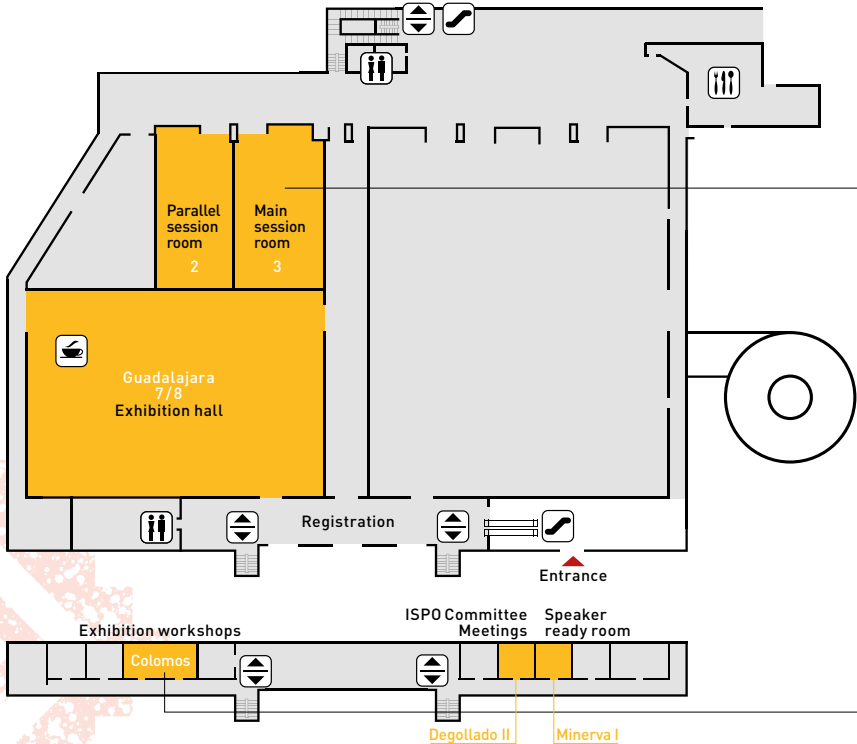 Parallel
session
room
2
Main
session
room
3
Guadalajara
7/8
Exhibition hall
Registration
Entrance
Exhibition workshops
Colomos
ISPO Committee
Meetings
Speaker
ready room
Degollado II
Minerva I